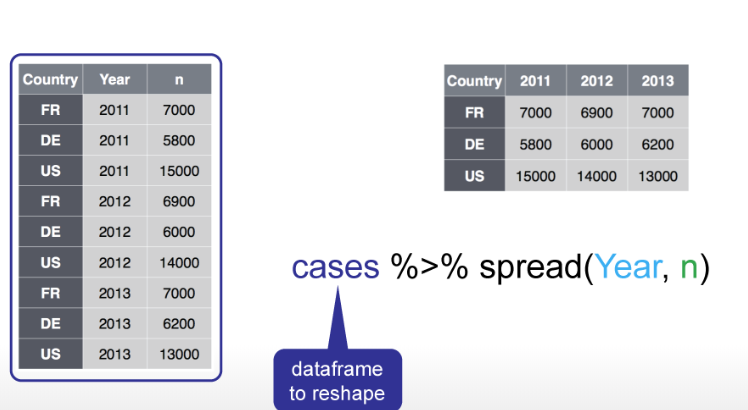 Country Year n
FR 2011 7000
DE 2011 5800
US 2011 15000
FR 2012 6900
DE 2012 6000
US 2012 14000
FR 2013 7000
DE 2013 6200
US 2013 13000
Country 2011 2012 2013
FR 7000 6900 7000
DE 5800 6000 6200
US 15000 14000 13000
cases %>% spread(Year, n)
dataframe
to reshape